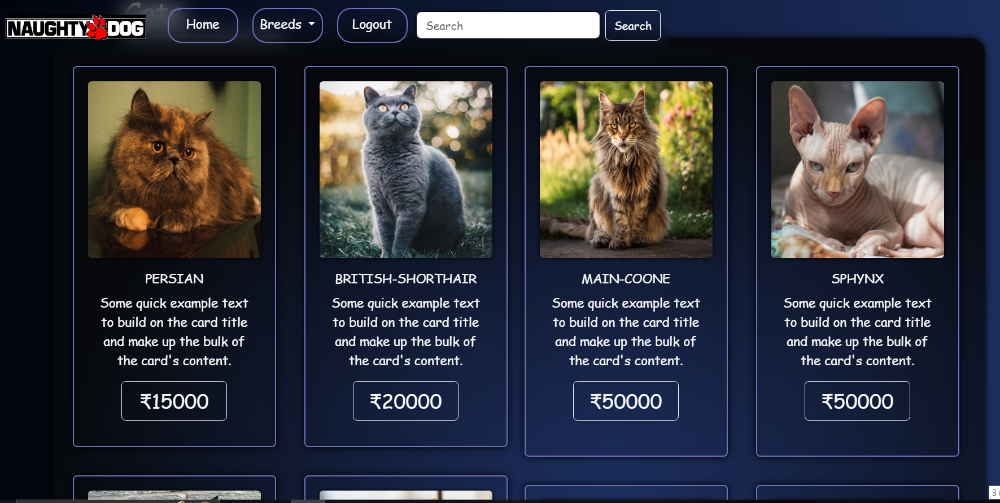 Cats
NAUGHTY DOG
Home
Breeds
Logout
Search
Search
PERSIAN
Some quick example text
to build on the card title
and make up the bulk of
the card's content.
₹15000
BRITISH-SHORTHAIR
Some quick example text
to build on the card title
and make up the bulk of
the card's content.
₹20000
MAIN-COONE
Some quick example text
to build on the card title
and make up the bulk of
the card's content.
₹50000
SPHYNX
Some quick example text
to build on the card title
and make up the bulk of
the card's content.
₹50000
3